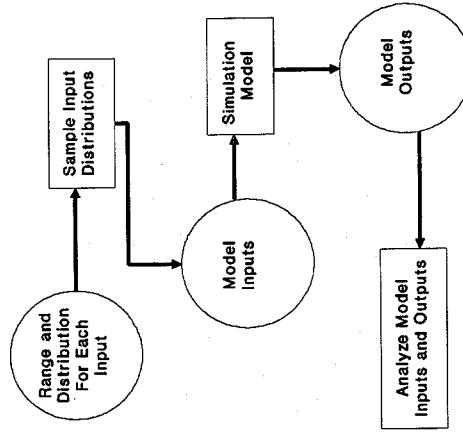 Range and
Distribution
For Each
Input
Sample Input
Distributions
Model
Inputs
Simulation
Model
Model
Outputs
Analyze Model
Inputs and Outputs